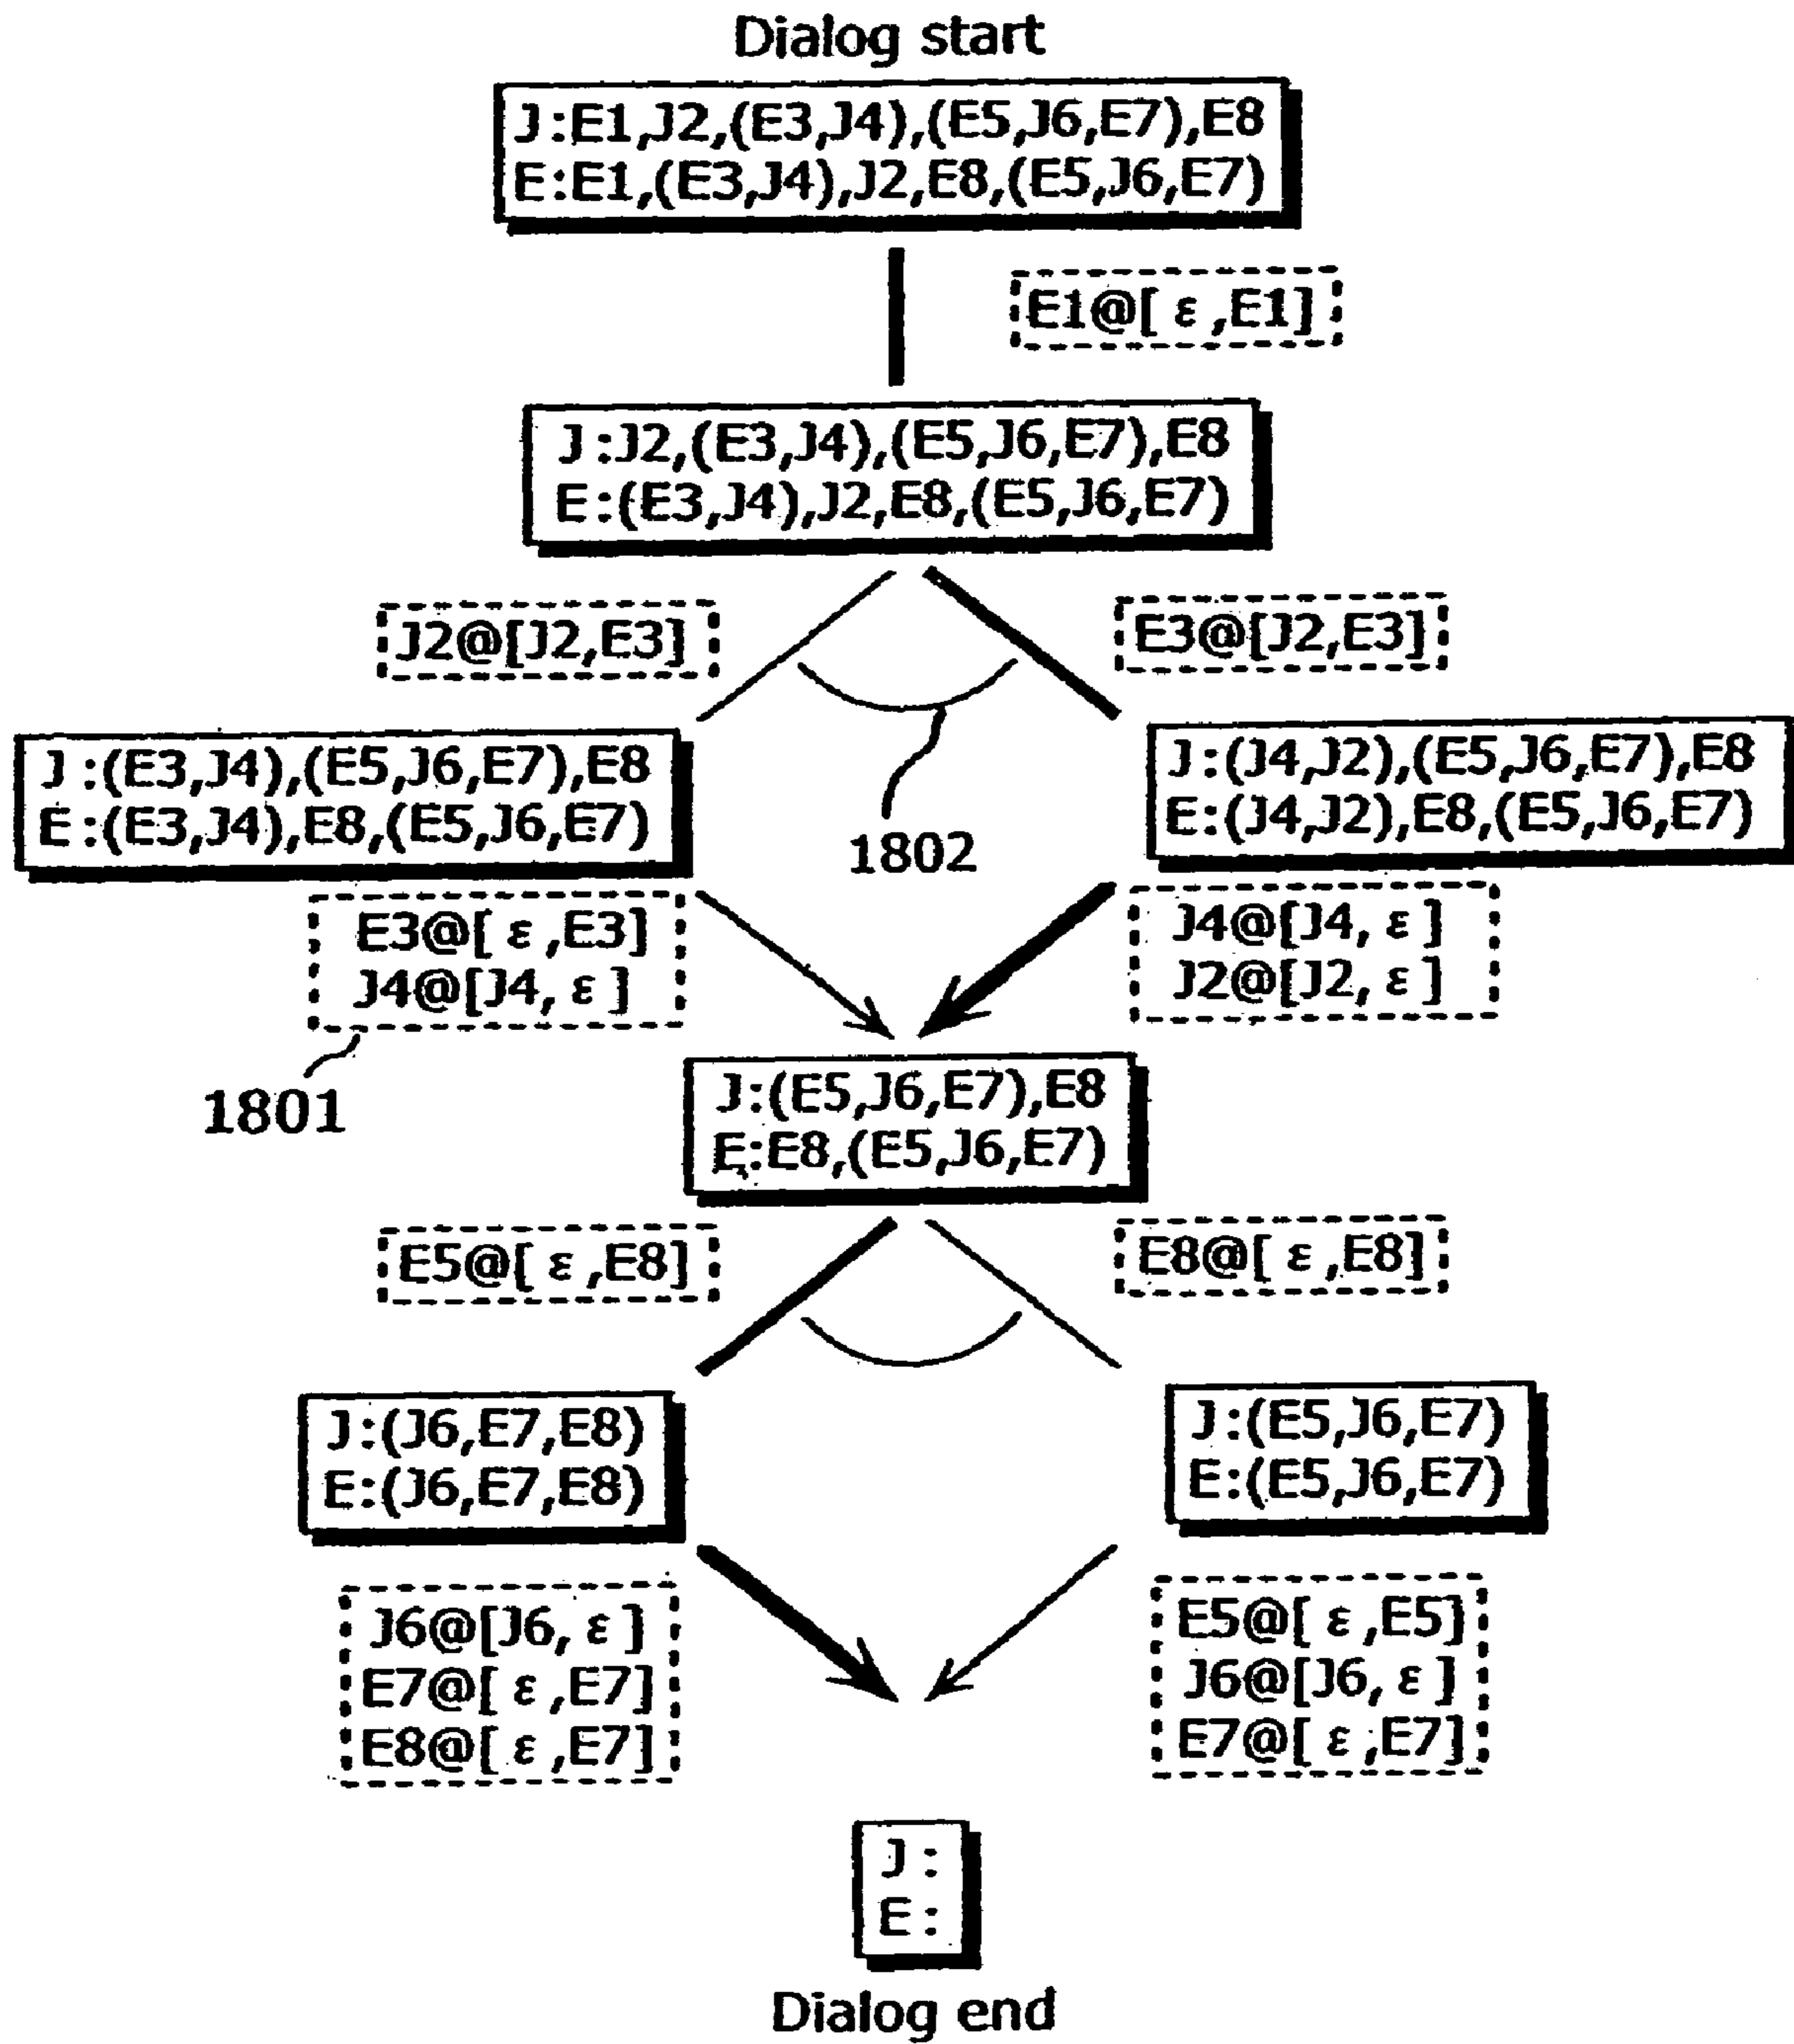 Dialog start
J:E1,J2,(E3,J4),(E5,J6,E7),E8
E:E1,(E3,J4),J2,E8,(E5,J6,E7)
E1@[ε,E1]
J:J2,(E3,J4),(E5,J6,E7),E8
E:(E3,J4),J2,E8,(E5,J6,E7)
J2@[J2,E3]
E3@[J2,E3]
J:(E3,J4),(E5,J6,E7),E8
E:(E3,J4),E8,(E5,J6,E7)
1802
J:(J4,J2),(E5,J6,E7),E8
E:(J4,J2),E8,(E5,J6,E7)
E3@[ε,E3]
J4@[J4,ε]
1801
J4@[J4,ε]
J2@[J2,ε]
J:(E5,J6,E7),E8
E:E8,(E5,J6,E7)
E5@[ε,E8]
E8@[ε,E8]
J:(J6,E7,E8)
E:(J6,E7,E8)
J:(E5,J6,E7)
E:(E5,J6,E7)
J6@[J6,ε]
E7@[ε,E7]
E8@[ε,E7]
E5@[ε,E5]
J6@[J6,ε]
E7@[ε,E7]
J:
E:
Dialog end